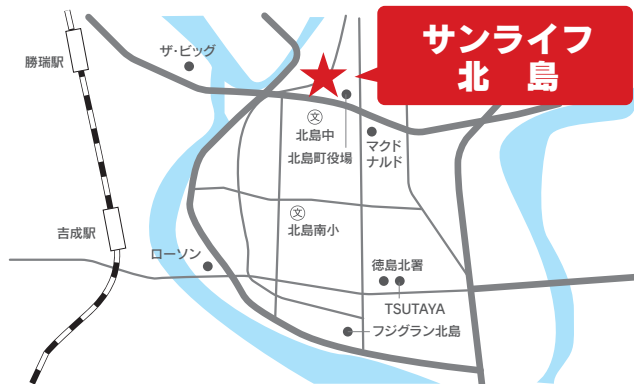 サンライフ
北島
勝瑞駅
ザ・ビッグ
文
北島中
北島町役場
マクド
ナルド
文
北島南小
吉成駅
ローソン
徳島北署
TSUTAYA
フジグラン北島